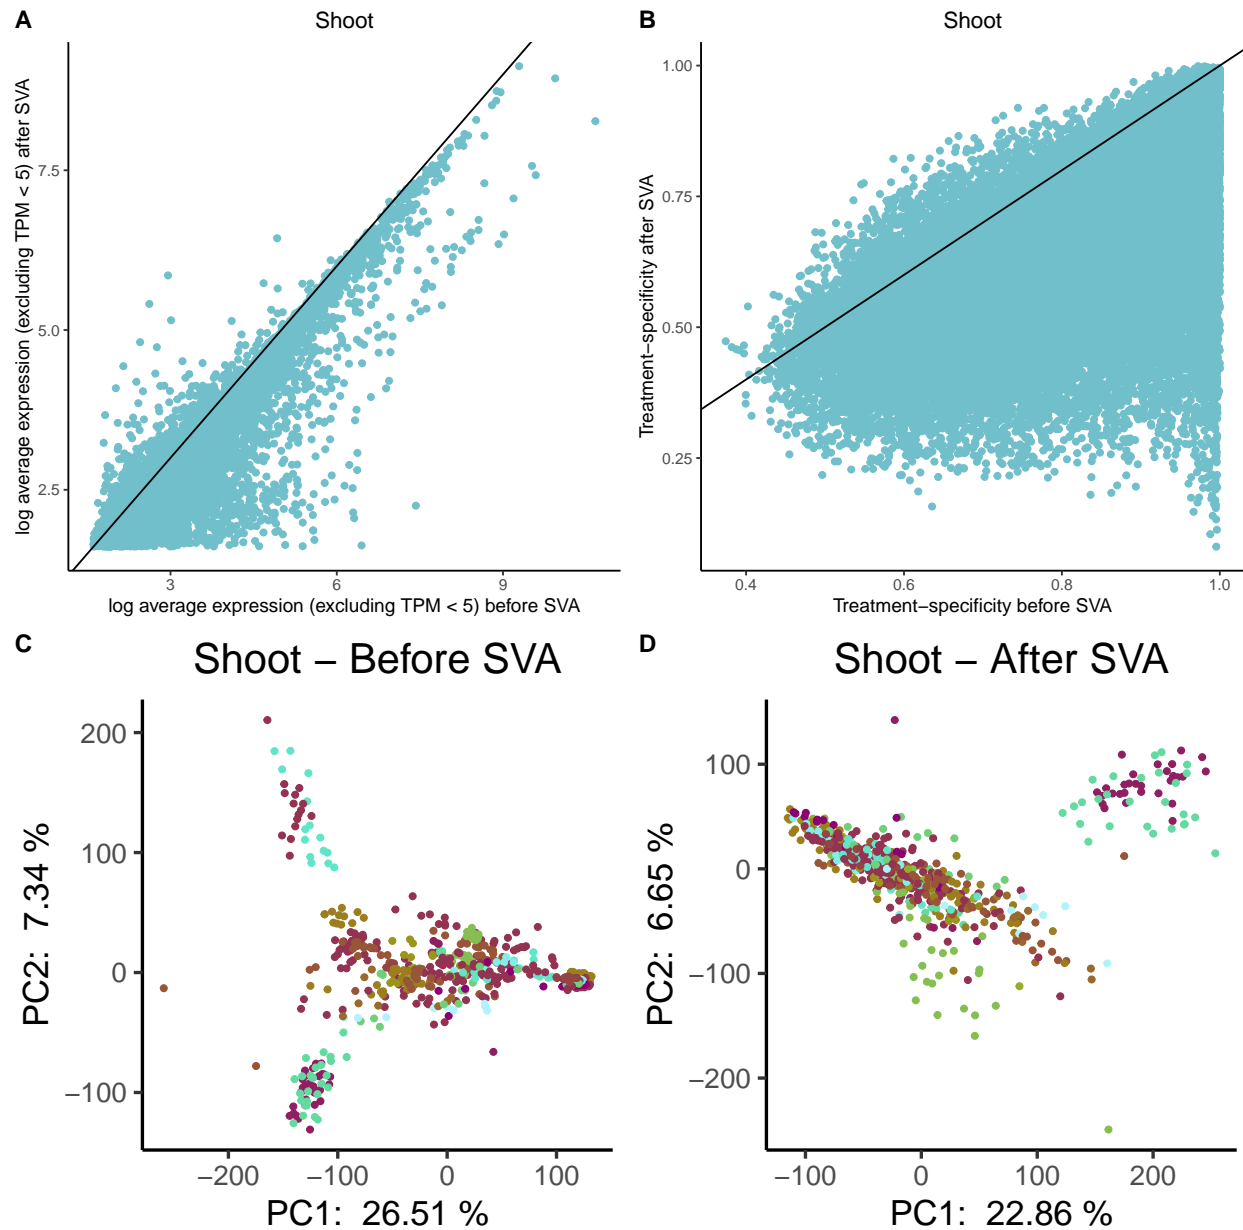 A
Shoot
log average expression (excluding TPM < 5) after SVA
7.5
5.0
2.5
3
6
9
log average expression (excluding TPM < 5) before SVA
B
Shoot
Treatment−specificity after SVA
1.00
0.75
0.50
0.25
0.4
0.6
0.8
1.0
Treatment−specificity before SVA
C
Shoot − Before SVA
PC2: 7.34 %
200
100
0
−100
−200
−100
0
100
PC1: 26.51 %
D
Shoot − After SVA
PC2: 6.65 %
100
0
−100
−200
−100
0
100
200
PC1: 22.86 %